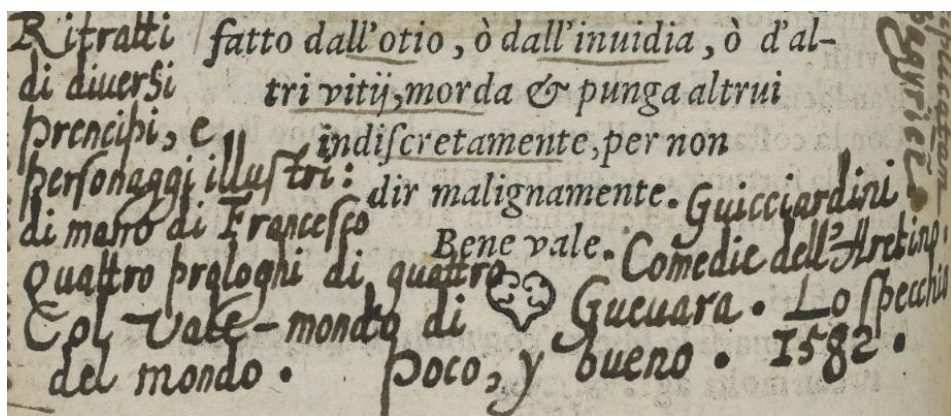 fatto dall'otio, ò dall'inuidia, ò d'al-
tri vitij, morda & punga altrui
indiſcretamente, per non
dir malignamente.
Bene vale.
Ritratti
di diuersi
prencipi, e
personaggi illuſtri:
di mano di Franceſco Guicciardini
Quattro prologhi di quattro Comedie dell'Aretino.
Col Vale-mondo di Gueuara. Lo ſpecchio
del mondo. Poco, y bueno. 1582.